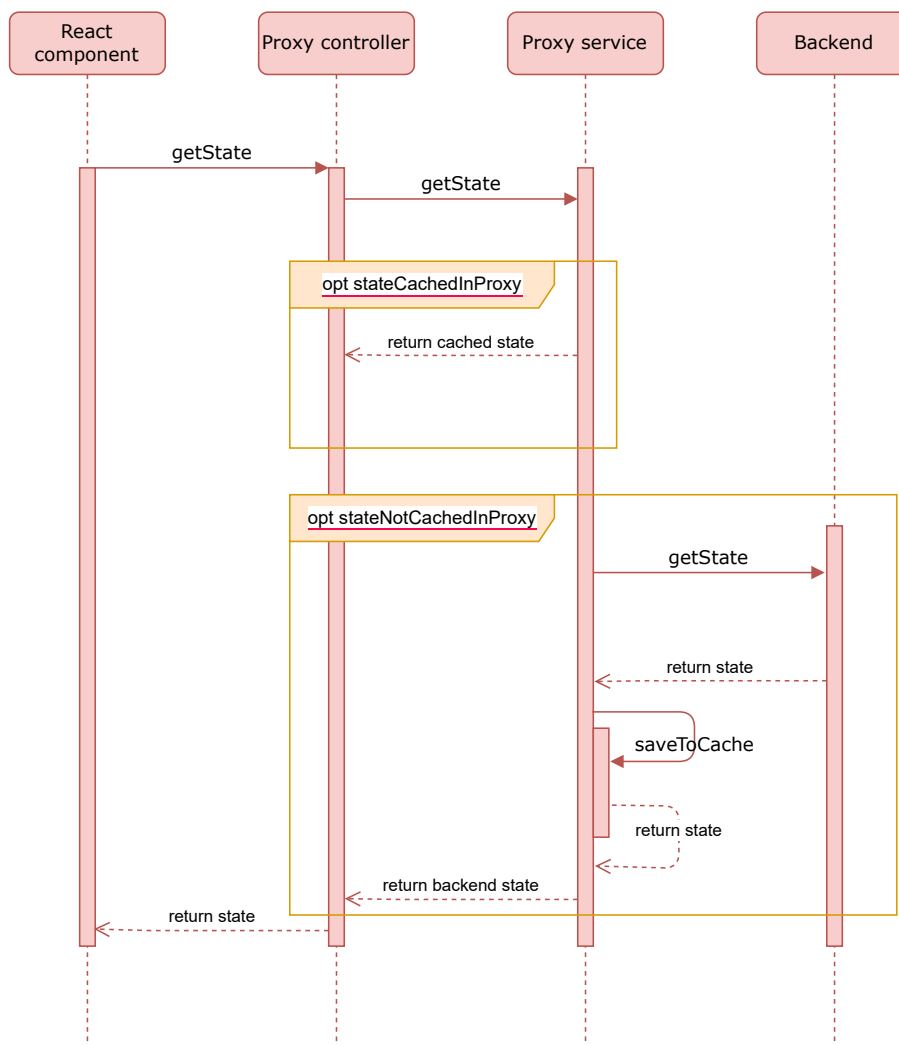 React
component
Proxy controller
Proxy service
Backend
getState
getState
opt stateCachedInProxy
return cached state
opt stateNotCachedInProxy
getState
return state
saveToCache
return state
return backend state
return state